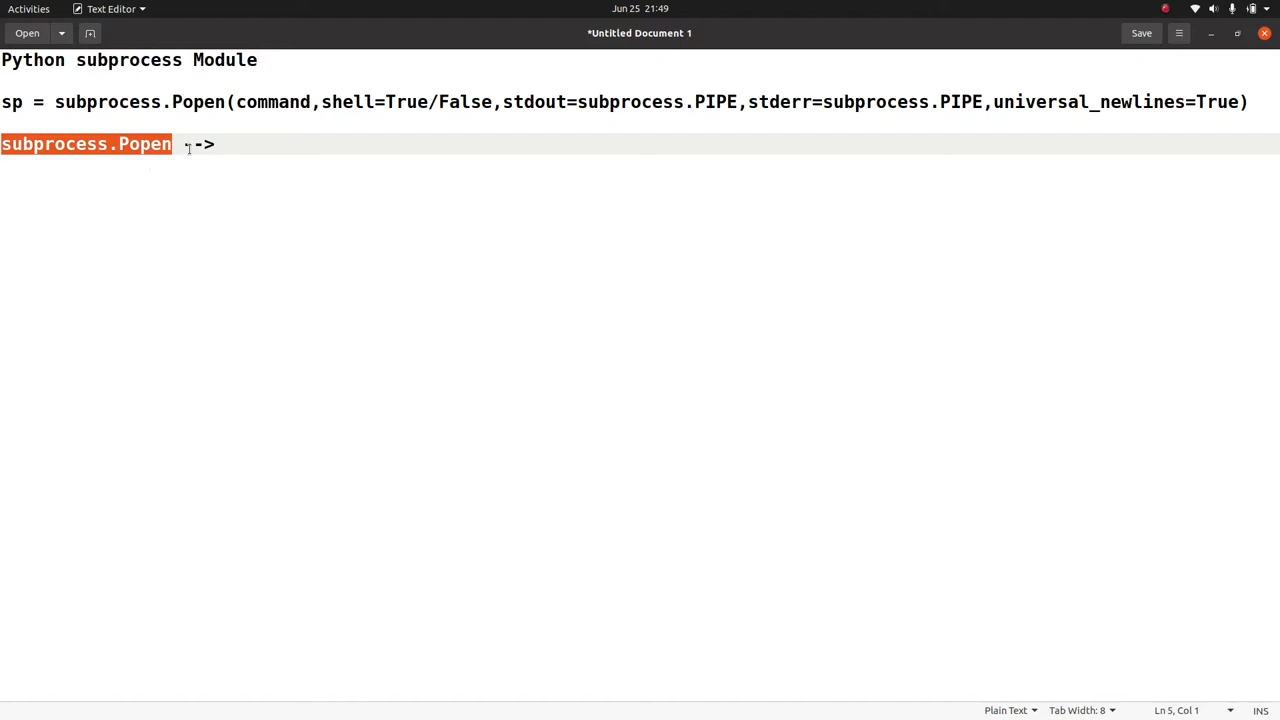 Activities Text Editor Jun 25 21:49
Open *Untitled Document 1 Save
Python subprocess Module
sp = subprocess.Popen(command,shell=True/False,stdout=subprocess.PIPE,stderr=subprocess.PIPE,universal_newlines=True)
subprocess.Popen -->
Plain Text Tab Width: 8 Ln 5, Col 1 INS